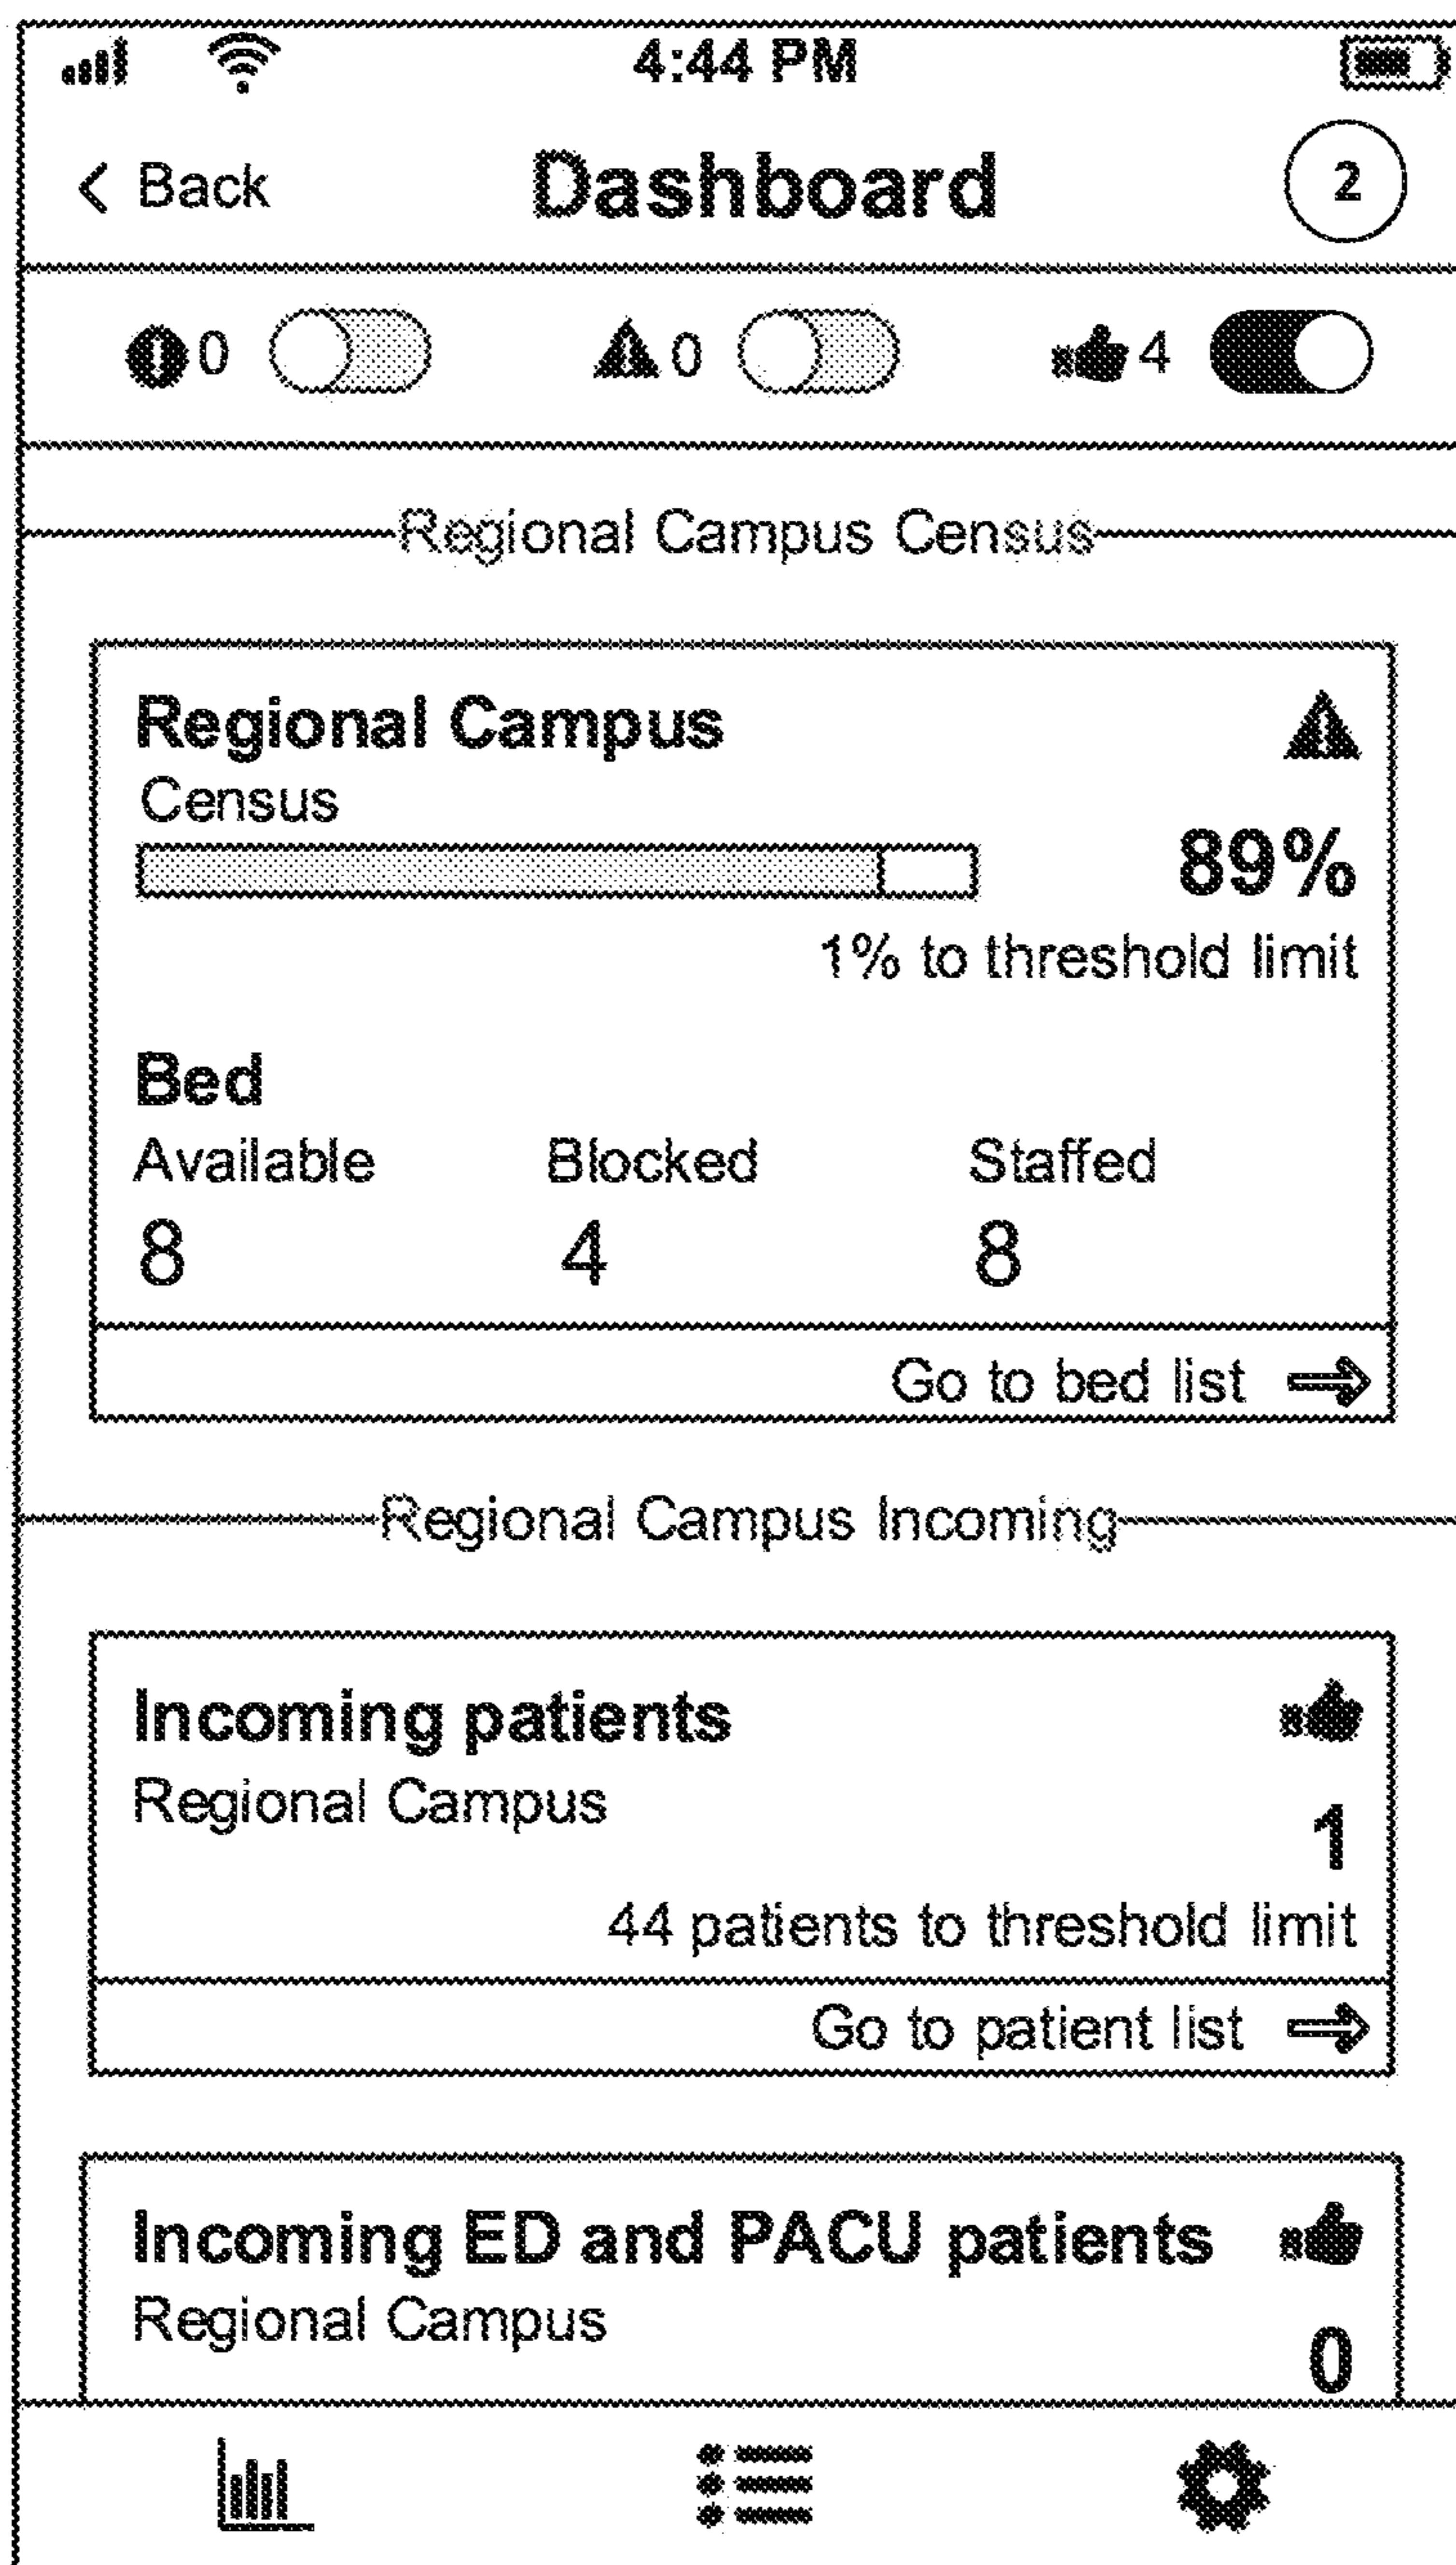 4:44 PM
< Back Dashboard 2
0 0 4
Regional Campus Census
Regional Campus
Census
89%
1% to threshold limit
Bed
Available Blocked Staffed
8 4 8
Go to bed list
Regional Campus Incoming
Incoming patients
Regional Campus
1
44 patients to threshold limit
Go to patient list
Incoming ED and PACU patients
Regional Campus
0